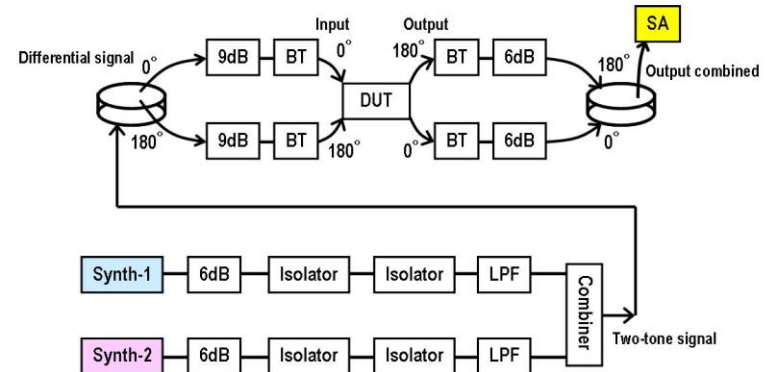 Input
Output
SA
Differential signal
0°
9dB
BT
0°
180°
BT
6dB
180°
Output combined
DUT
180°
9dB
BT
180°
0°
BT
6dB
0°
Synth-1
6dB
Isolator
Isolator
LPF
Combiner
Two-tone signal
Synth-2
6dB
Isolator
Isolator
LPF